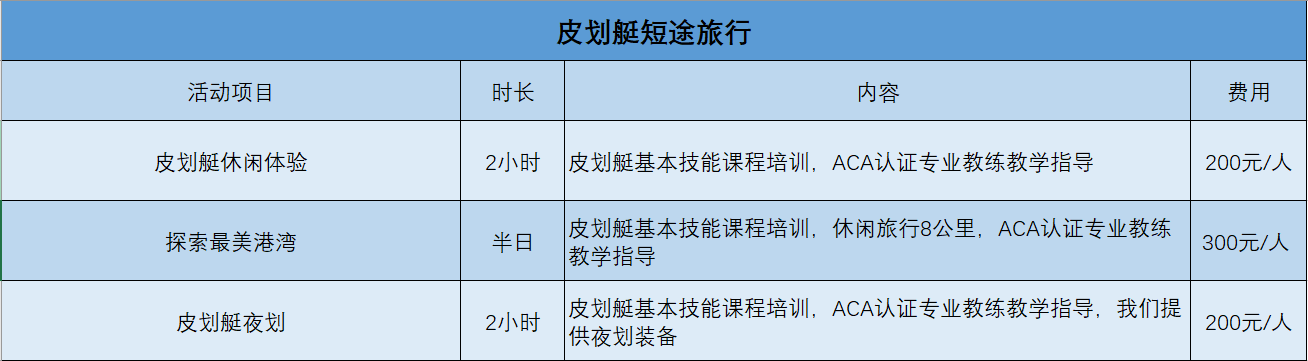 皮划艇短途旅行
活动项目 时长 内容 费用
皮划艇休闲体验 2小时 皮划艇基本技能课程培训，ACA认证专业教练教学指导 200元/人
探索最美港湾 半日 皮划艇基本技能课程培训，休闲旅行8公里，ACA认证专业教练
教学指导 300元/人
皮划艇夜划 2小时 皮划艇基本技能课程培训，ACA认证专业教练教学指导，我们提
供夜划装备 200元/人